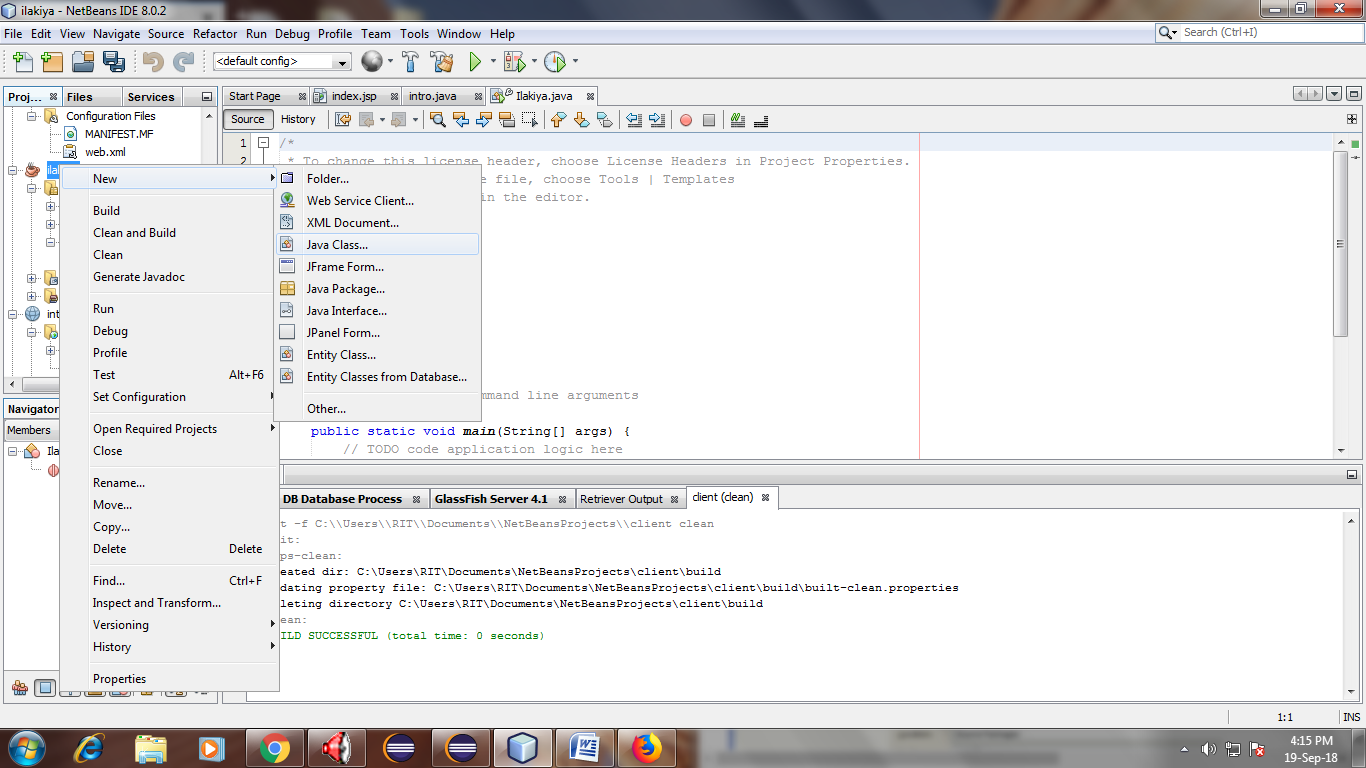 ilakiya - NetBeans IDE 8.0.2
File Edit View Navigate Source Refactor Run Debug Profile Team Tools Window Help
Search (Ctrl+I)
<default config>
Proj... Files Services
Configuration Files
MANIFEST.MF
web.xml
Start Page index.jsp intro.java Ilakiya.java
Source History
1 /*
2 * To change this license header, choose License Headers in Project Properties.
file, choose Tools | Templates
in the editor.
command line arguments
public static void main(String[] args) {
// TODO code application logic here
New
Build
Clean and Build
Clean
Generate Javadoc
Run
Debug
Profile
Test Alt+F6
Set Configuration
Open Required Projects
Close
Rename...
Move...
Copy...
Delete Delete
Find... Ctrl+F
Inspect and Transform...
Versioning
History
Properties
Folder...
Web Service Client...
XML Document...
Java Class...
JFrame Form...
Java Package...
Java Interface...
JPanel Form...
Entity Class...
Entity Classes from Database...
Other...
Navigator
Members
DB Database Process GlassFish Server 4.1 Retriever Output client (clean)
t -f C:\\Users\\RIT\\Documents\\NetBeansProjects\\client clean
it:
ps-clean:
eated dir: C:\Users\RIT\Documents\NetBeansProjects\client\build
dating property file: C:\Users\RIT\Documents\NetBeansProjects\client\build\built-clean.properties
leting directory C:\Users\RIT\Documents\NetBeansProjects\client\build
ean:
ILD SUCCESSFUL (total time: 0 seconds)
1:1 INS
4:15 PM
19-Sep-18